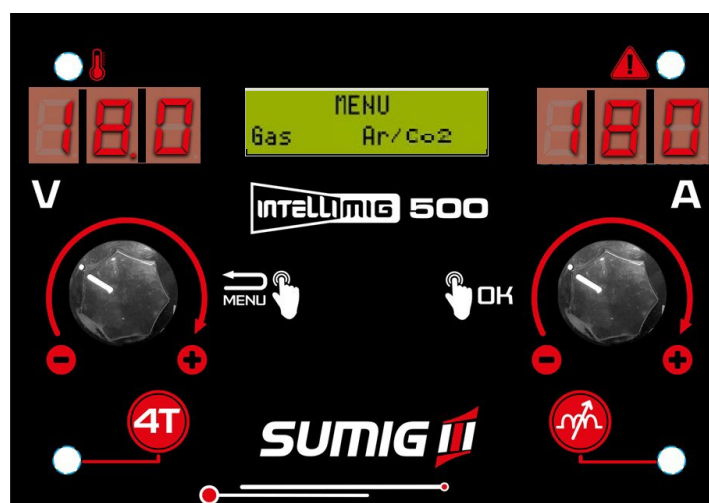 18.0
MENU
Gas Ar/Co2
180
V
INTELLIMIG 500
A
MENU
OK
4T
SUMIG